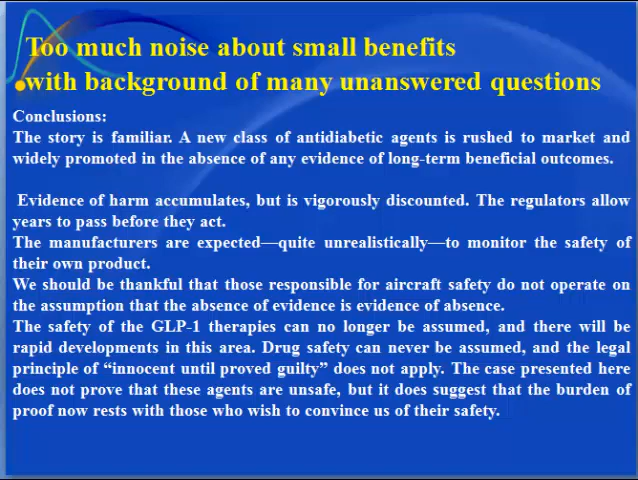 Too much noise about small benefits
•with background of many unanswered questions
Conclusions:
The story is familiar. A new class of antidiabetic agents is rushed to market and
widely promoted in the absence of any evidence of long-term beneficial outcomes.
Evidence of harm accumulates, but is vigorously discounted. The regulators allow
years to pass before they act.
The manufacturers are expected—quite unrealistically—to monitor the safety of
their own product.
We should be thankful that those responsible for aircraft safety do not operate on
the assumption that the absence of evidence is evidence of absence.
The safety of the GLP-1 therapies can no longer be assumed, and there will be
rapid developments in this area. Drug safety can never be assumed, and the legal
principle of “innocent until proved guilty” does not apply. The case presented here
does not prove that these agents are unsafe, but it does suggest that the burden of
proof now rests with those who wish to convince us of their safety.